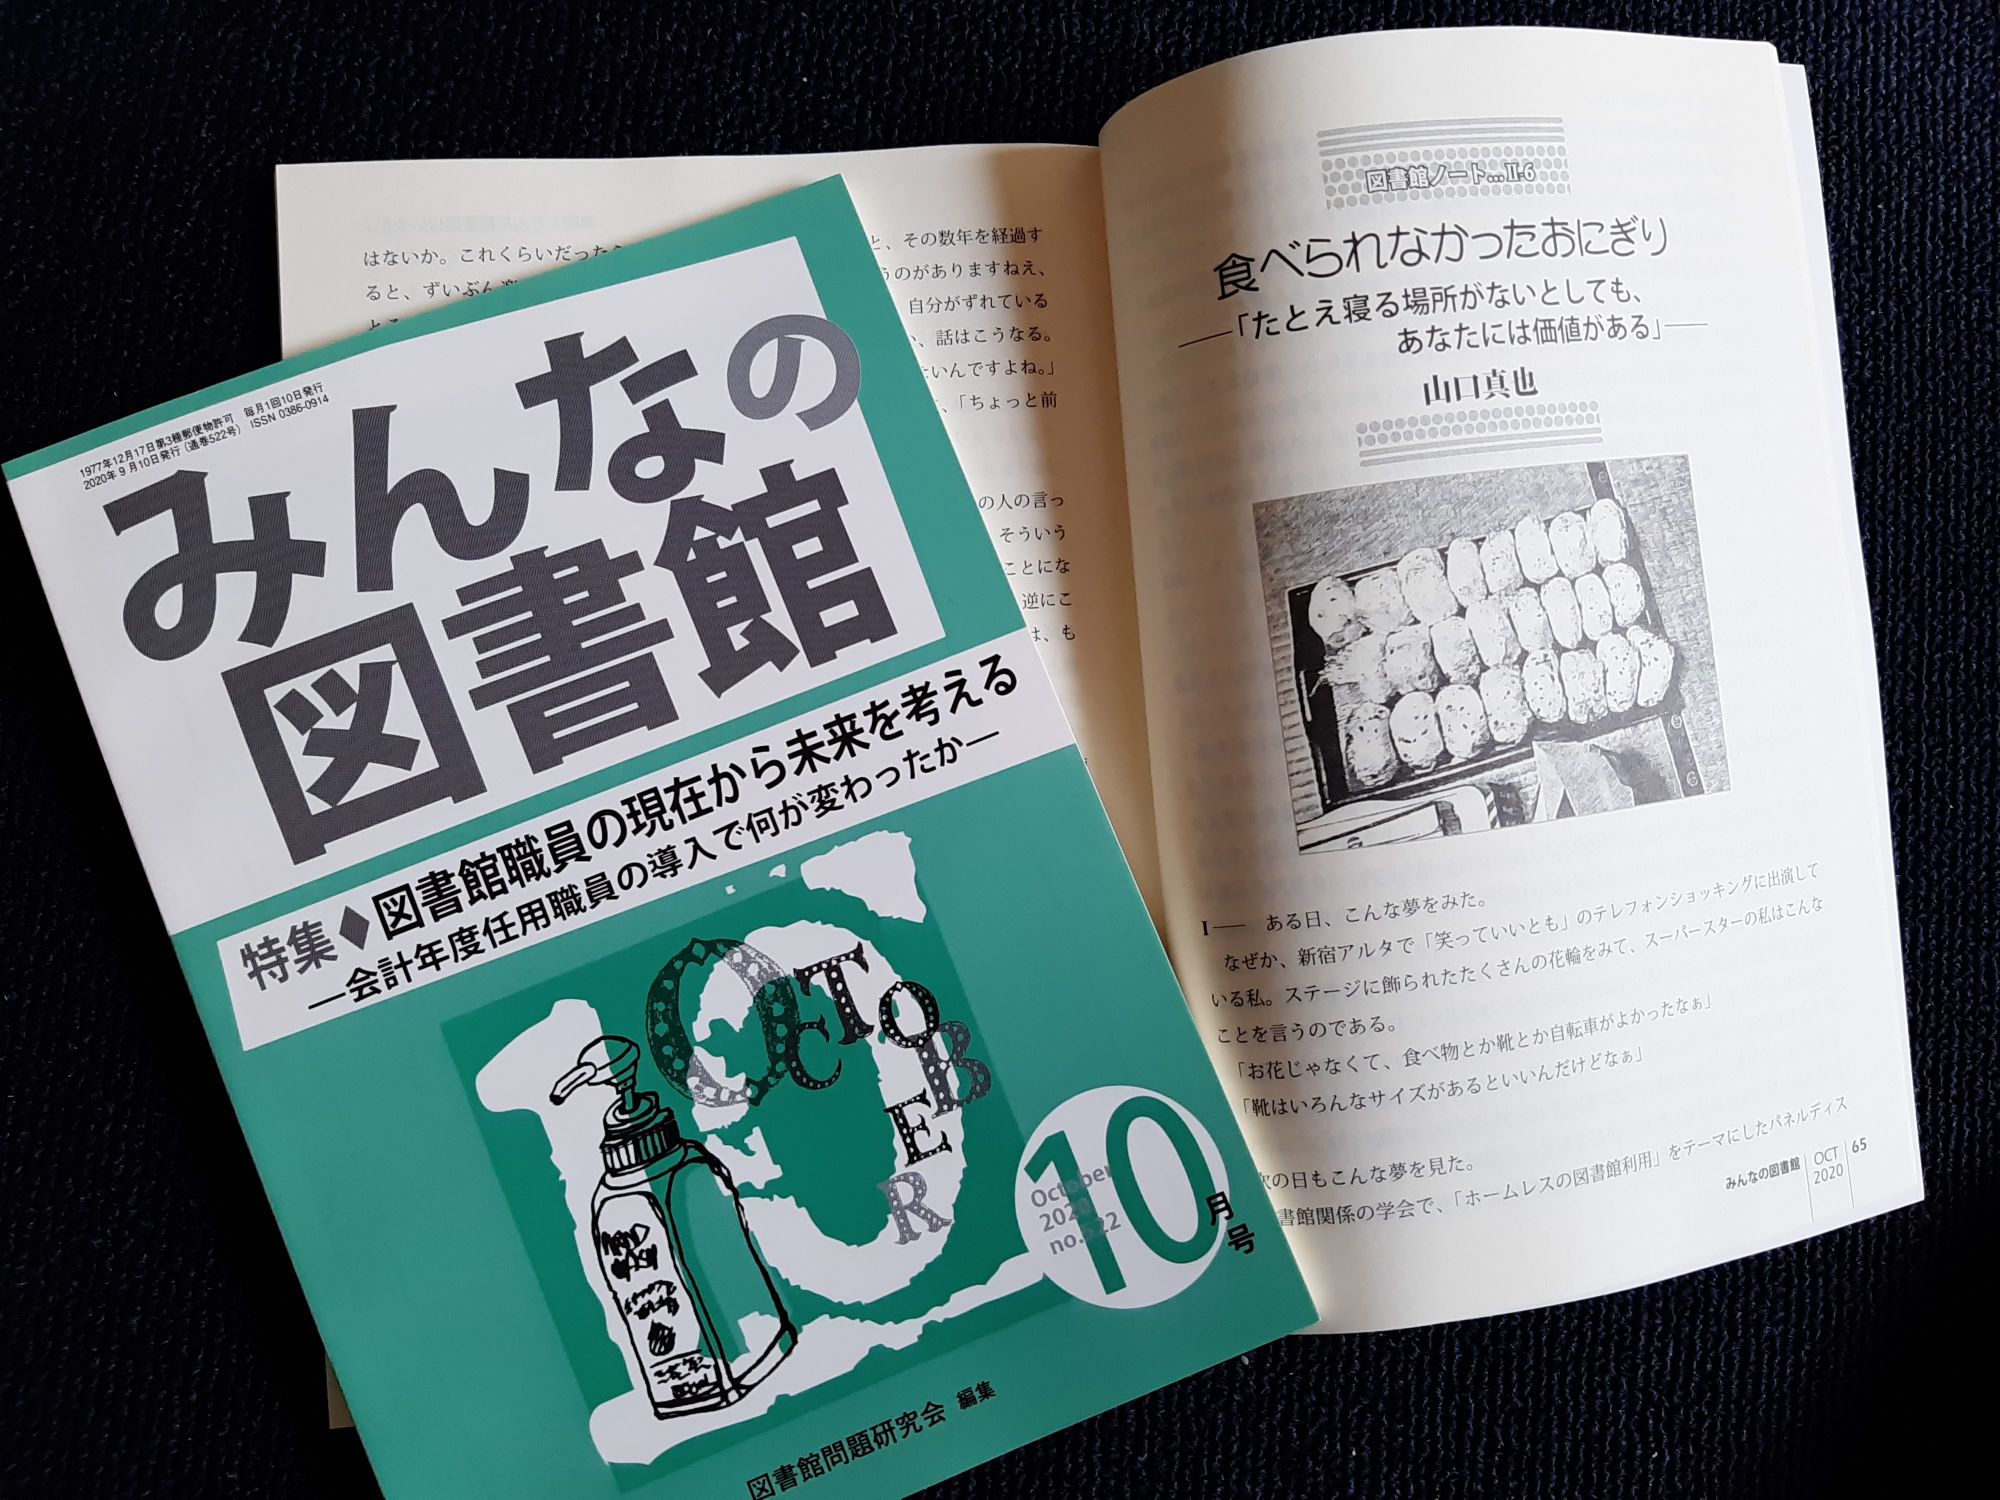 1977年12月17日第3種郵便物許可 毎月1回10日発行
2020年9月10日発行(通巻522号) ISSN 0386-0914
みんなの
図書館
特集◆図書館職員の現在から未来を考える
―会計年度任用職員の導入で何が変わったか―
OCTOBER
10月号
October
2020
no.522
図書館問題研究会 編集
はないか。これくらいだった
と、その数年を経過す
ると、ずいぶん
うのがありますねえ、
自分がずれている
、話はこうなる。
いんですよね。」
、「ちょっと前
の人の言っ
そういう
ことにな
逆にこ
は、も
図書館ノート…Ⅱ-6
食べられなかったおにぎり
―「たとえ寝る場所がないとしても、
あなたには価値がある」―
山口真也
I― ある日、こんな夢をみた。
なぜか、新宿アルタで「笑っていいとも」のテレフォンショッキングに出演して
いる私。ステージに飾られたたくさんの花輪をみて、スーパースターの私はこんな
ことを言うのである。
「お花じゃなくて、食べ物とか靴とか自転車がよかったなぁ」
「靴はいろんなサイズがあるといいんだけどなぁ」
次の日もこんな夢を見た。
書館関係の学会で、「ホームレスの図書館利用」をテーマにしたパネルディス
みんなの図書館 OCT 2020 65